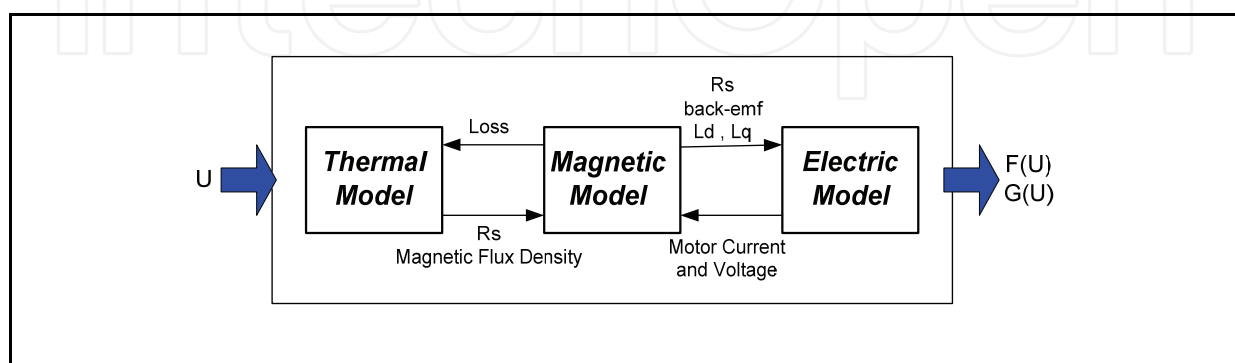 intechopen
U
Thermal
Model
Loss
Rs
Magnetic Flux Density
Magnetic
Model
Rs
back-emf
Ld , Lq
Motor Current
and Voltage
Electric
Model
F(U)
G(U)